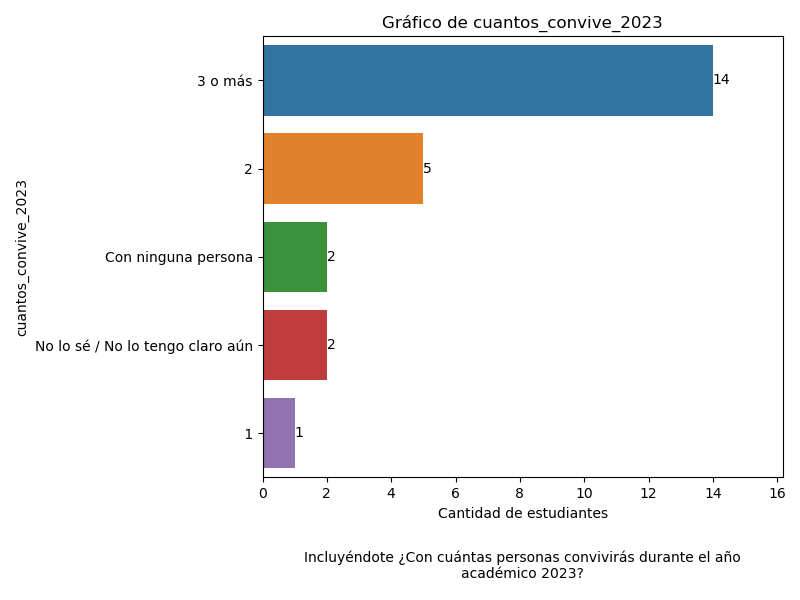 Gráfico de cuantos_convive_2023
cuantos_convive_2023
3 o más
14
2
5
Con ninguna persona
2
No lo sé / No lo tengo claro aún
2
1
1
0 2 4 6 8 10 12 14 16
Cantidad de estudiantes
Incluyéndote ¿Con cuántas personas convivirás durante el año
académico 2023?